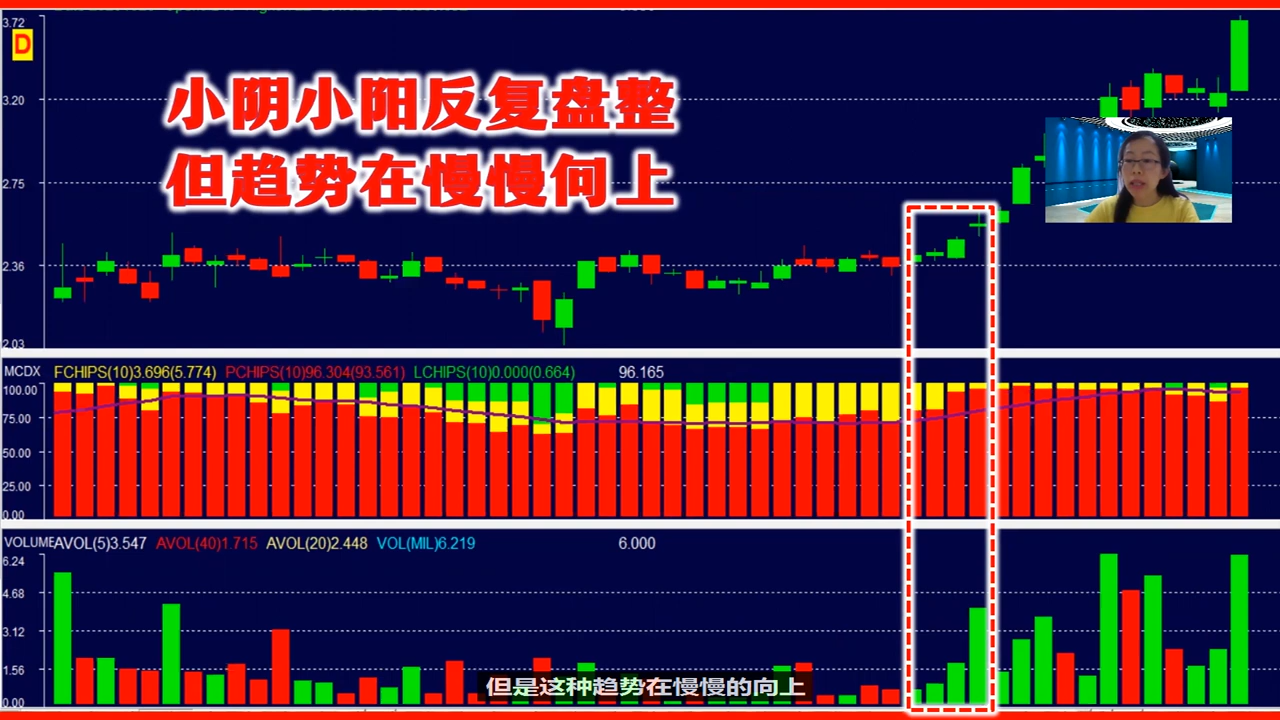 3.72
D
小阴小阳反复盘整
3.20
但趋势在慢慢向上
2.75
2.36
2.03
MCDX FCHIPS(10)3.696(5.774) PCHIPS(10)96.304(93.561) LCHIPS(10)0.000(0.664) 96.165
100.00
75.00
50.00
25.00
0.00
VOLUME AVOL(5)3.547 AVOL(40)1.715 AVOL(20)2.448 VOL(MIL)6.219 6.000
6.24
4.68
3.12
1.56
但是这种趋势在慢慢的向上
0.00